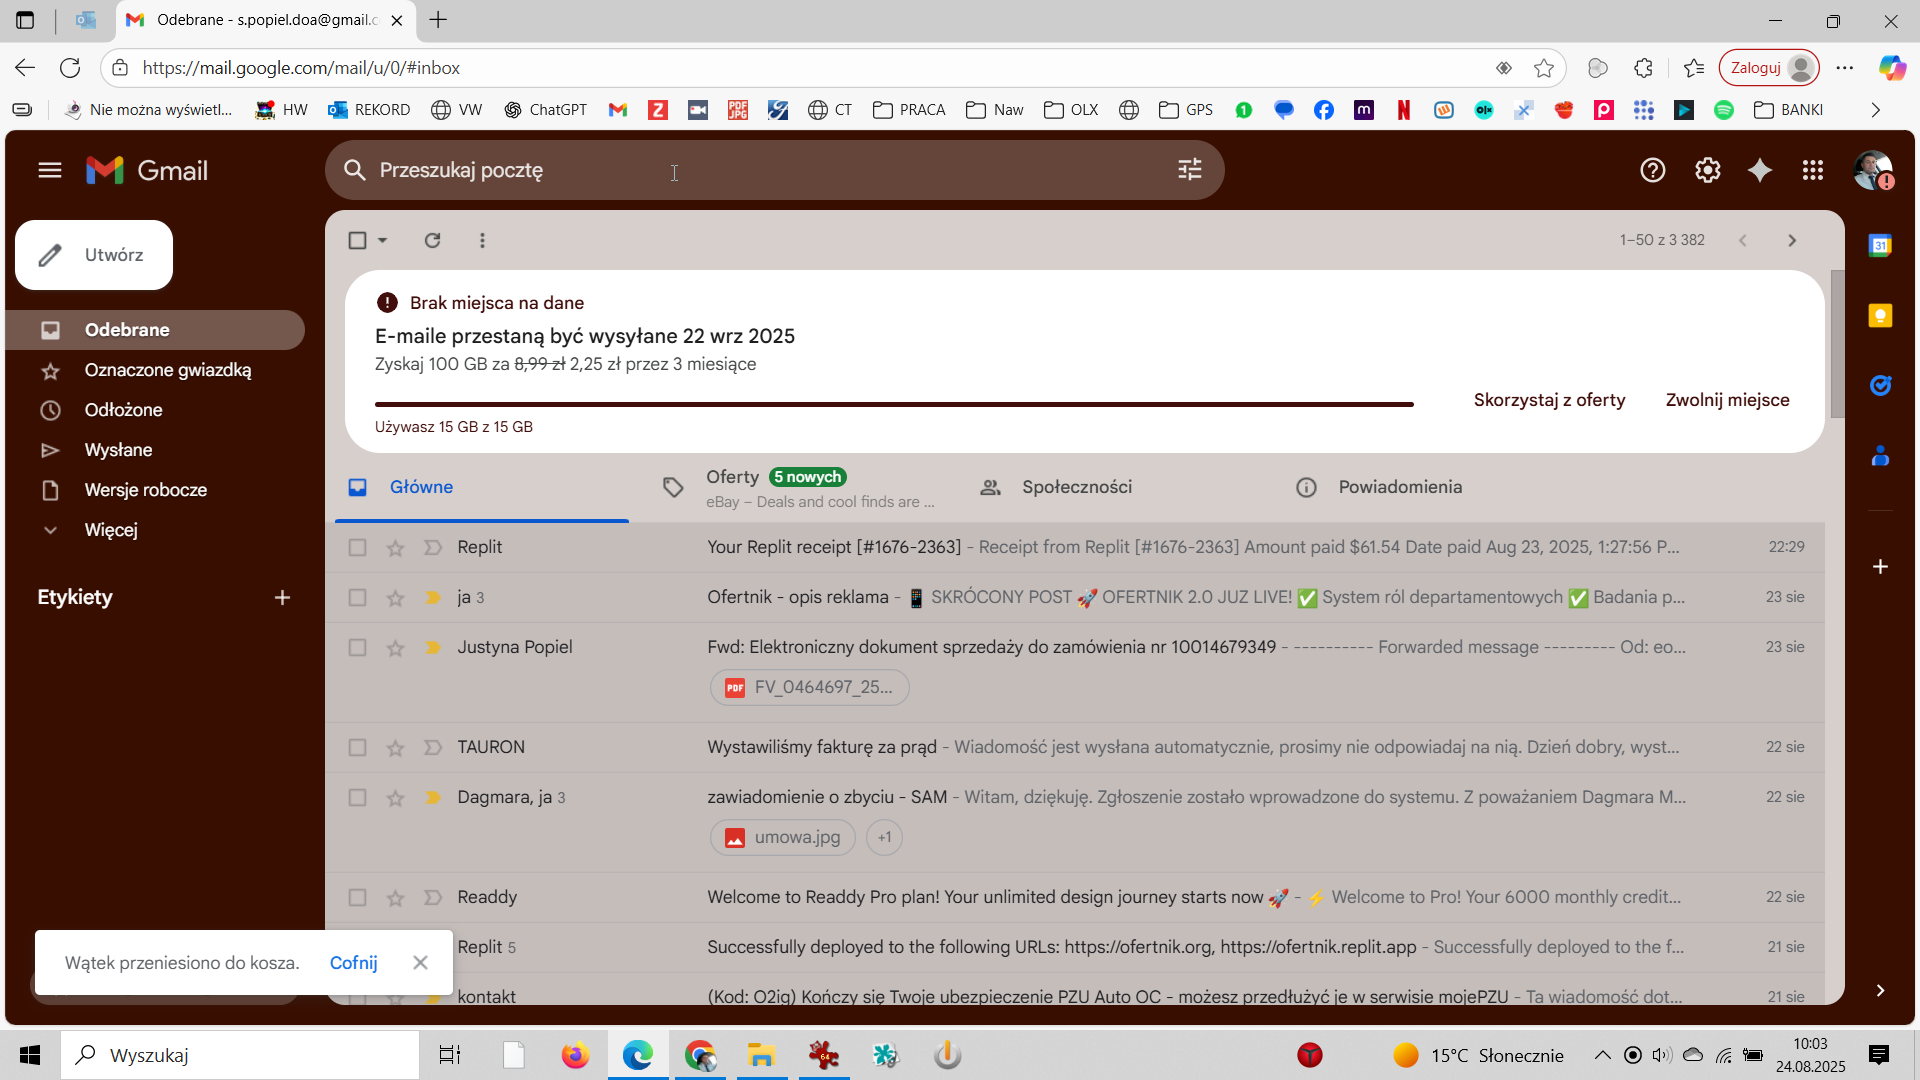 Odebrane - s.popiel.doa@gmail.c
https://mail.google.com/mail/u/0/#inbox
Zaloguj
Nie można wyświetl...
HW
REKORD
VW
ChatGPT
CT
PRACA
Naw
OLX
GPS
BANKI
Gmail
Przeszukaj pocztę
Utwórz
1–50 z 3 382
Odebrane
Oznaczone gwiazdką
Odłożone
Wysłane
Wersje robocze
Więcej
Etykiety
Brak miejsca na dane
E-maile przestaną być wysyłane 22 wrz 2025
Zyskaj 100 GB za 8,99 zł 2,25 zł przez 3 miesiące
Skorzystaj z oferty
Zwolnij miejsce
Używasz 15 GB z 15 GB
Główne
Oferty 5 nowych
eBay – Deals and cool finds are ...
Społeczności
Powiadomienia
Replit Your Replit receipt [#1676-2363] - Receipt from Replit [#1676-2363] Amount paid $61.54 Date paid Aug 23, 2025, 1:27:56 P... 22:29
ja 3 Ofertnik - opis reklama - 📱 SKRÓCONY POST 🚀 OFERTNIK 2.0 JUZ LIVE! ✅ System ról departamentowych ✅ Badania p... 23 sie
Justyna Popiel Fwd: Elektroniczny dokument sprzedaży do zamówienia nr 10014679349 - ---------- Forwarded message --------- Od: eo... 23 sie
PDF FV_0464697_25...
TAURON Wystawiliśmy fakturę za prąd - Wiadomość jest wysłana automatycznie, prosimy nie odpowiadaj na nią. Dzień dobry, wyst... 22 sie
Dagmara, ja 3 zawiadomienie o zbyciu - SAM - Witam, dziękuję. Zgłoszenie zostało wprowadzone do systemu. Z poważaniem Dagmara M... 22 sie
umowa.jpg +1
Readdy Welcome to Readdy Pro plan! Your unlimited design journey starts now 🚀 - ⚡ Welcome to Pro! Your 6000 monthly credit... 22 sie
Replit 5 Successfully deployed to the following URLs: https://ofertnik.org, https://ofertnik.replit.app - Successfully deployed to the f... 21 sie
kontakt (Kod: O2ig) Kończy się Twoje ubezpieczenie PZU Auto OC - możesz przedłużyć je w serwisie mojePZU - Ta wiadomość dot... 21 sie
Wątek przeniesiono do kosza. Cofnij
31
Wyszukaj
64
15°C Słonecznie
10:03
24.08.2025